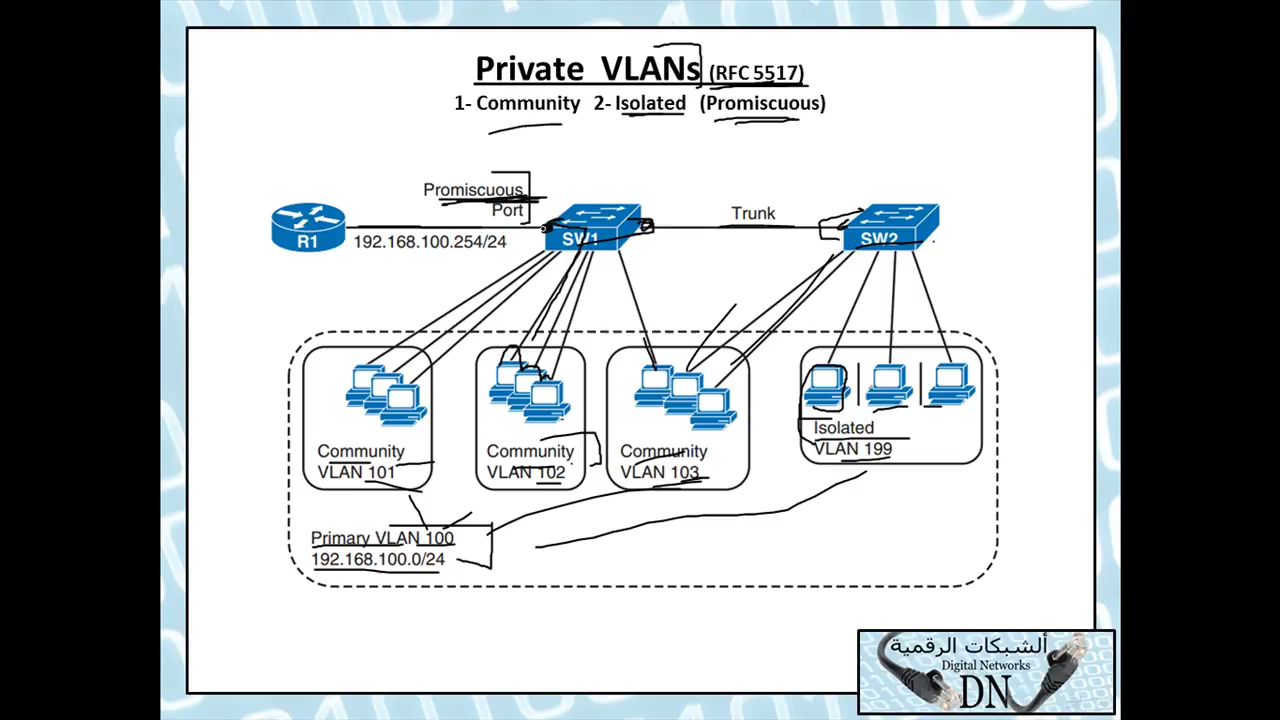 Private VLANs (RFC 5517)
1- Community 2- Isolated (Promiscuous)
Promiscuous
Port
R1
192.168.100.254/24
SW1
Trunk
SW2
Community
VLAN 101
Community
VLAN 102
Community
VLAN 103
Isolated
VLAN 199
Primary VLAN 100
192.168.100.0/24
ألشبكات الرقمية
Digital Networks
DN